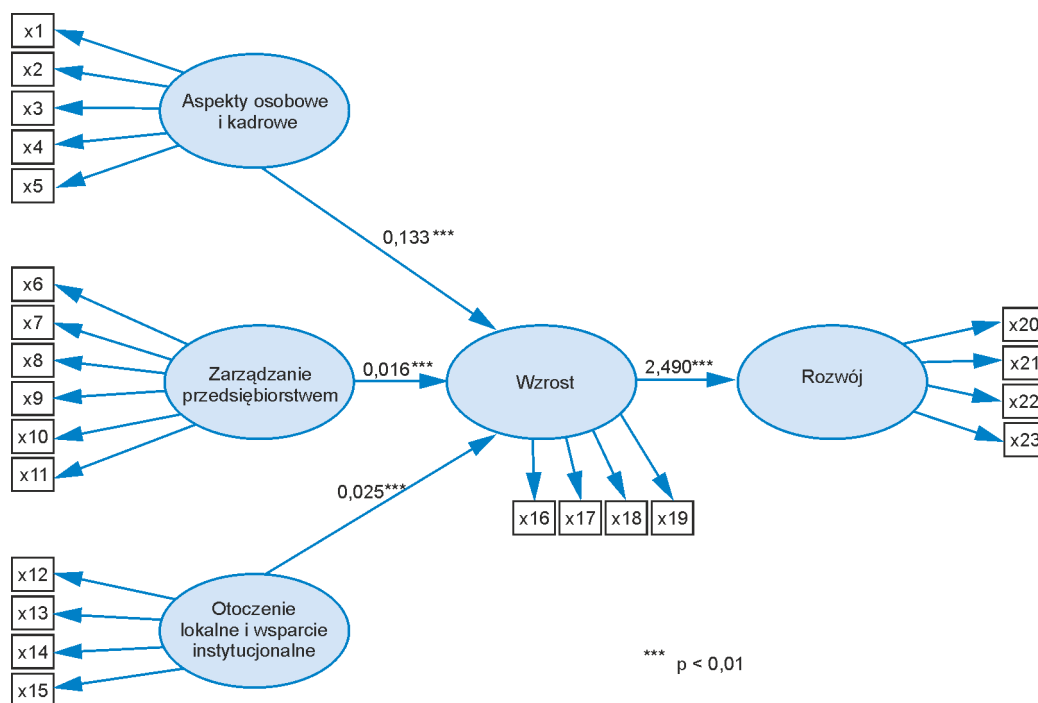 x1
x2
x3
x4
x5
Aspekty osobowe
i kadrowe
0,133***
x6
x7
x8
x9
x10
x11
Zarządzanie
przedsiębiorstwem
0,016***
Wzrost
2,490***
Rozwój
x20
x21
x22
x23
0,025***
x16
x17
x18
x19
x12
x13
x14
x15
Otoczenie
lokalne i wsparcie
instytucjonalne
*** p < 0,01